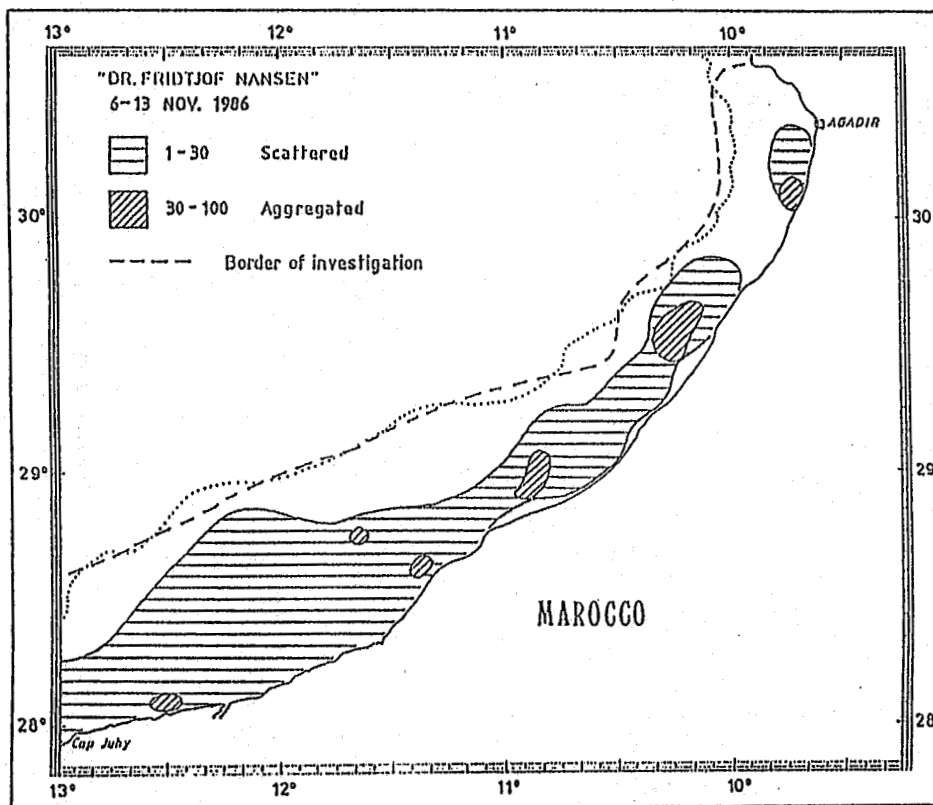 13° 12° 11° 10°
"DR. FRIDTJOF NANSEN"
6-13 NOV. 1986
1-30 Scattered
30-100 Aggregated
Border of investigation
AGADIR
30° 30
29° 29
MAROCCO
28° 28
Cap Juby
13° 12° 11° 10°